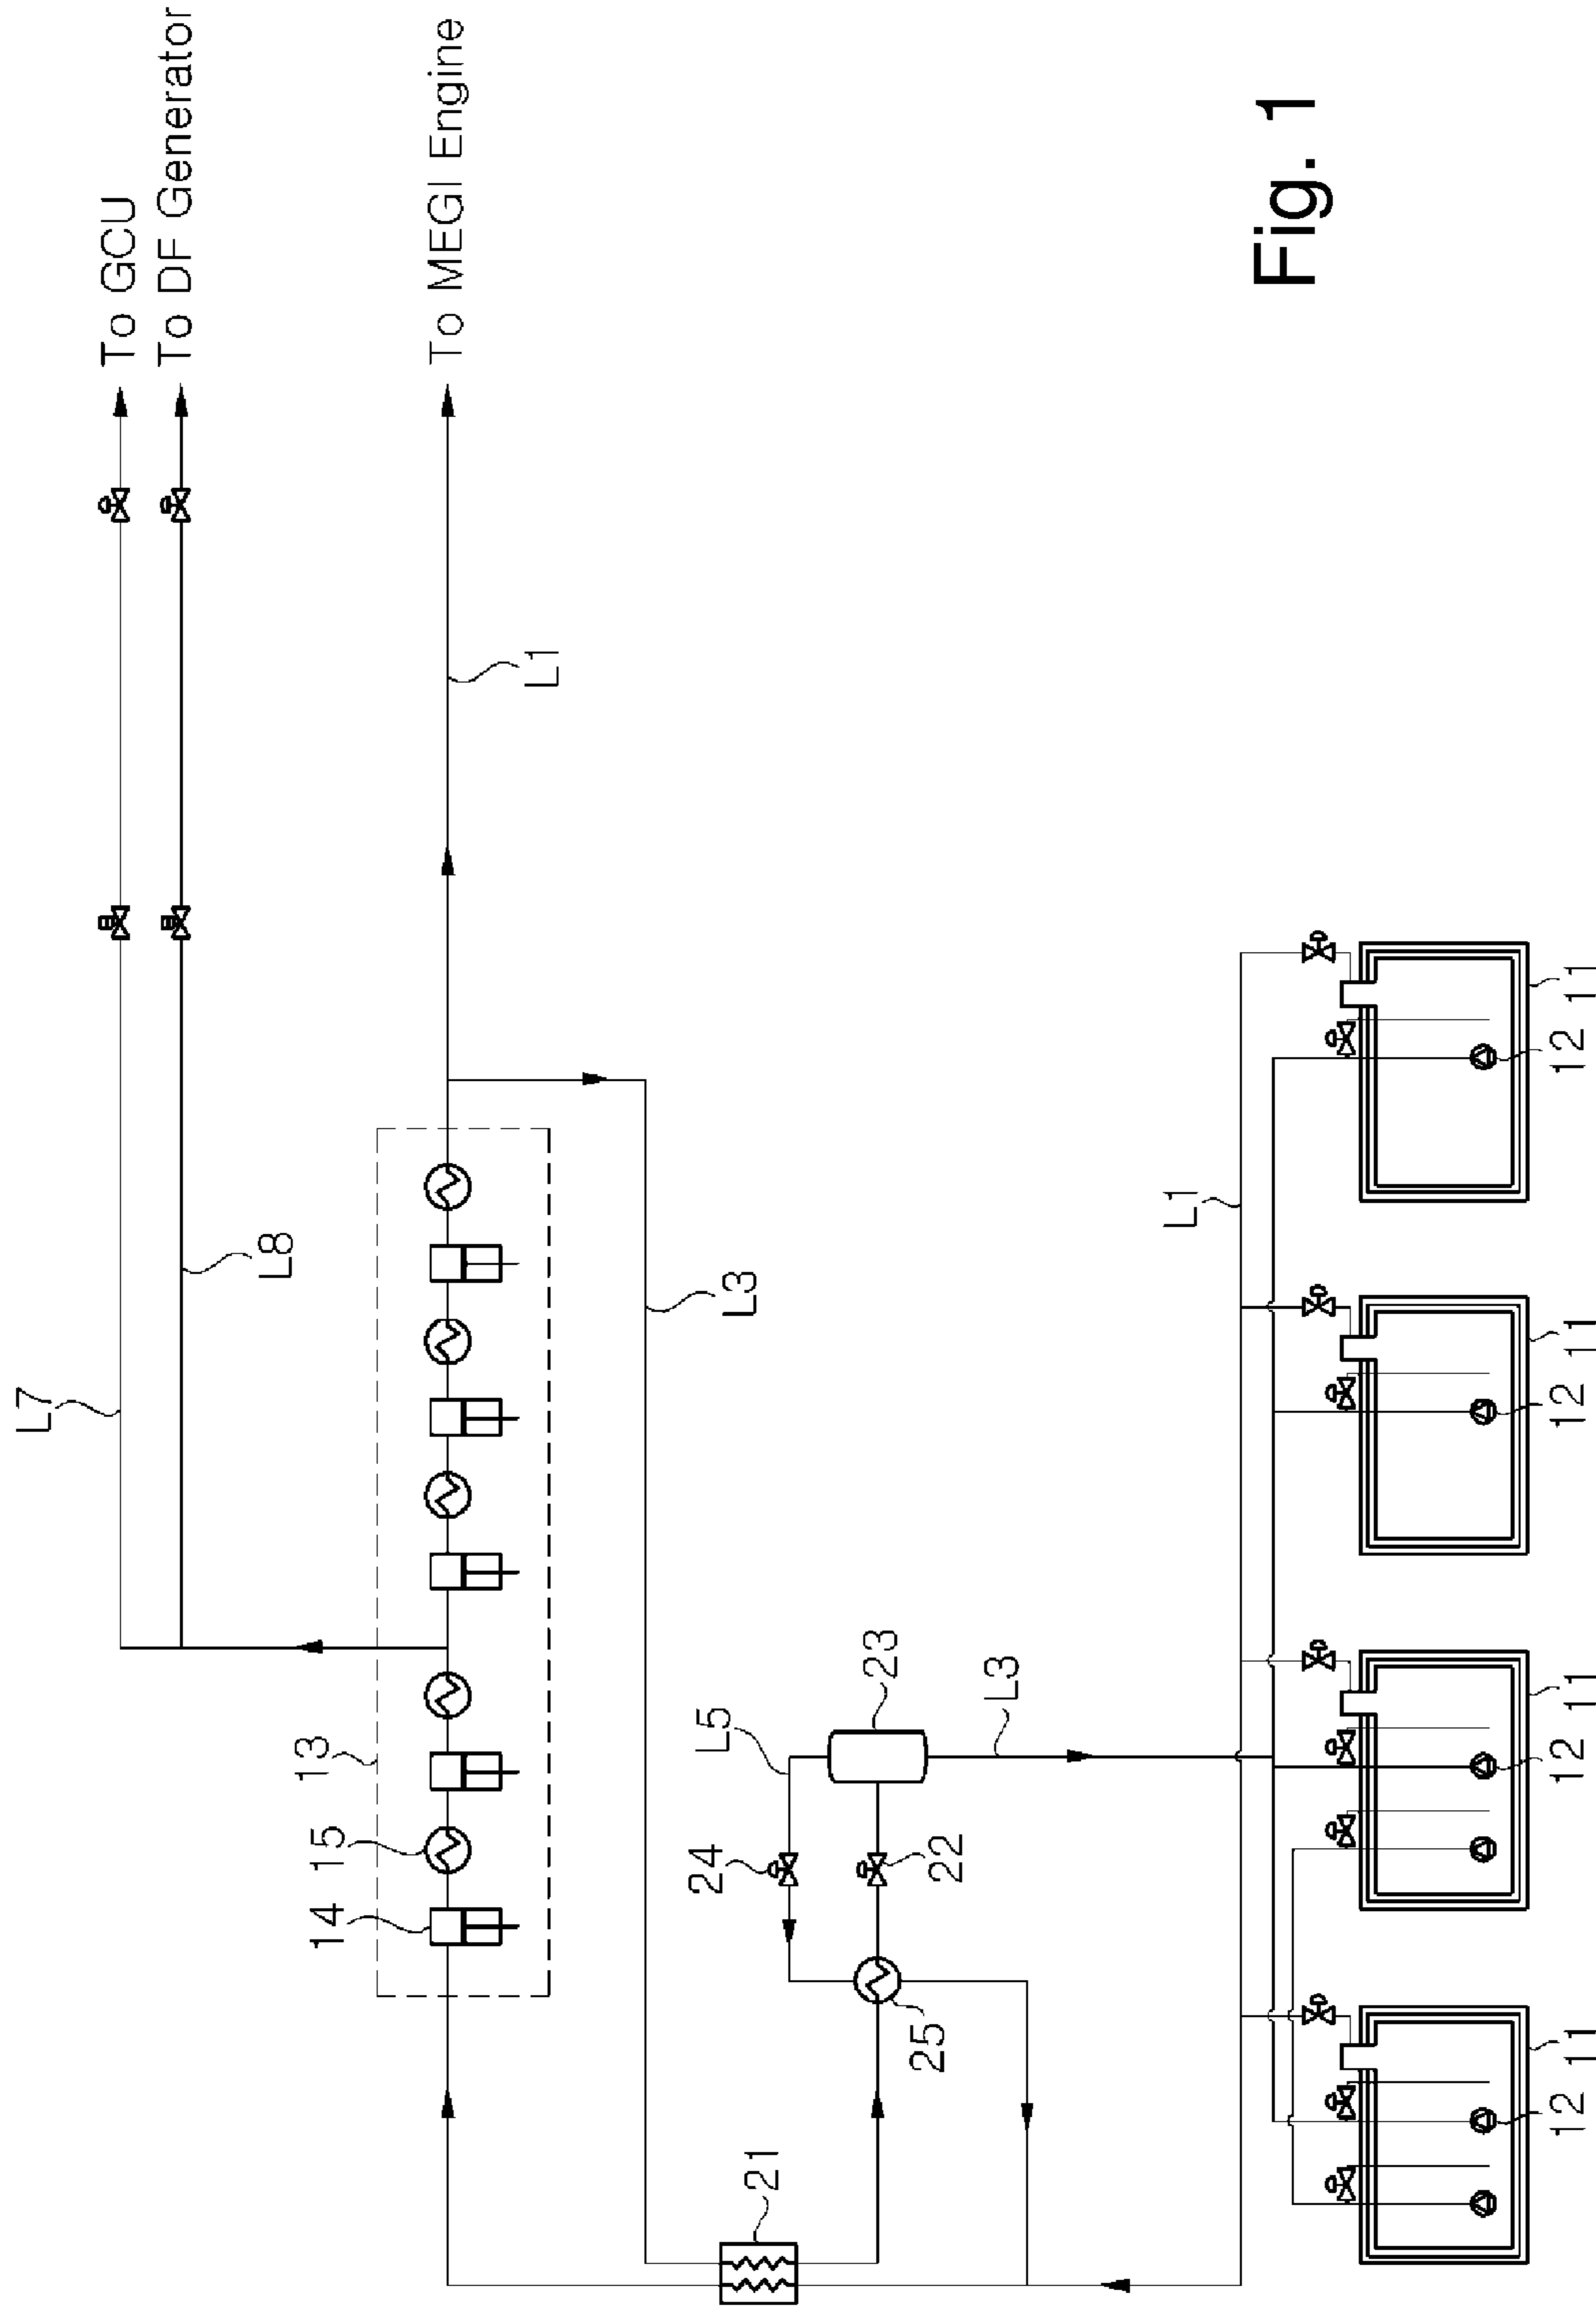 To GCU
To DF Generator
To MEGI Engine
L7
L8
13
14
15
L1
L3
21
L5
23
24
22
25
L3
L1
11
12
11
12
11
12
11
12
Fig. 1